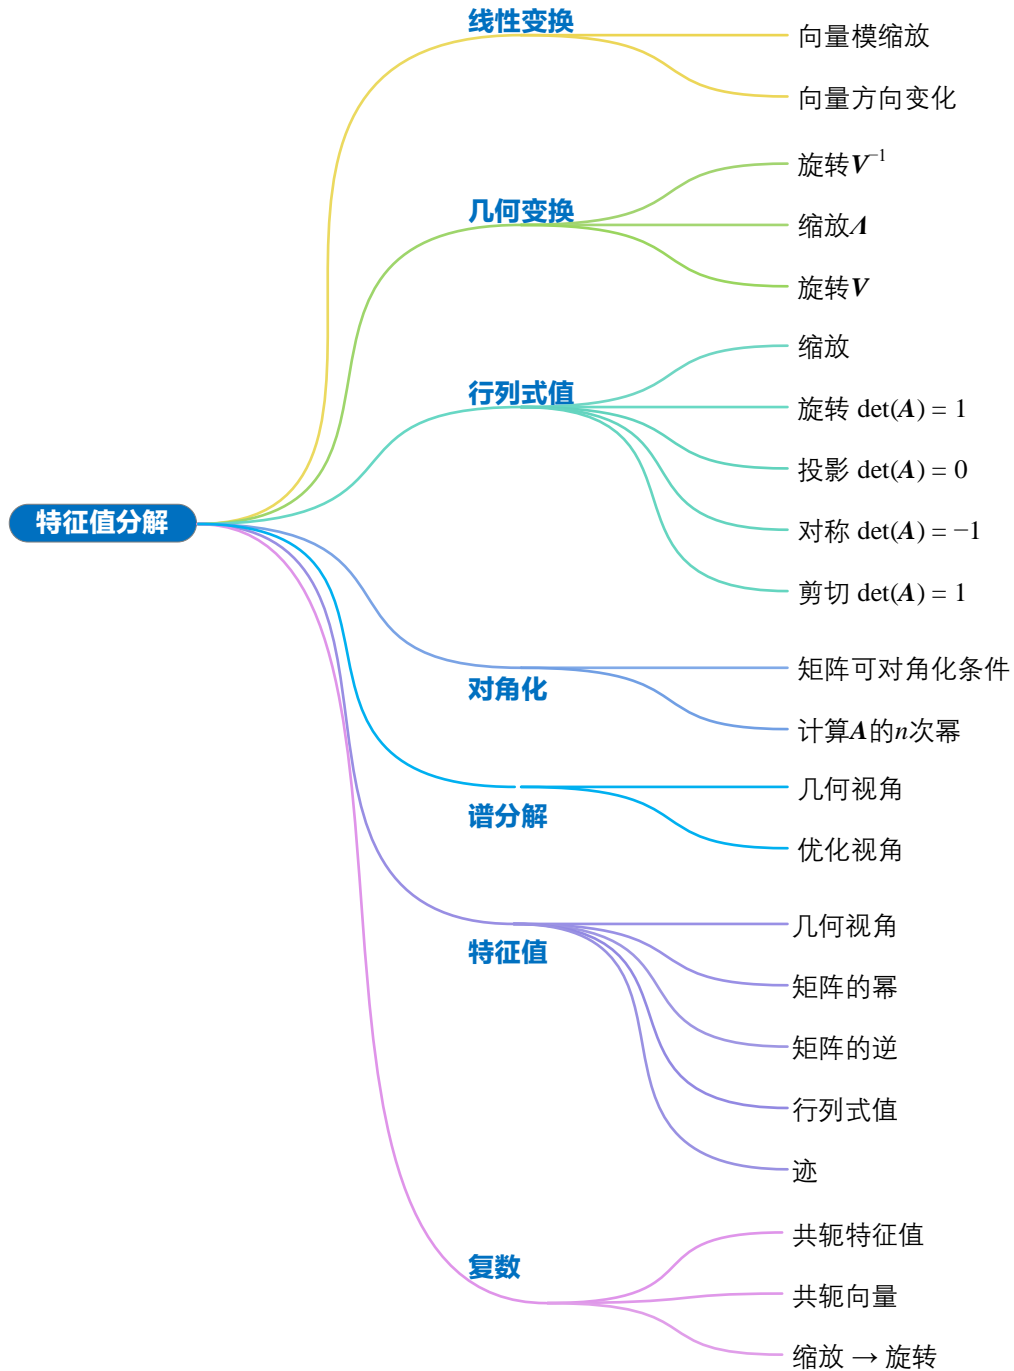 特征值分解
线性变换
向量模缩放
向量方向变化
几何变换
旋转V⁻¹
缩放Λ
旋转V
行列式值
缩放
旋转 det(A) = 1
投影 det(A) = 0
对称 det(A) = −1
剪切 det(A) = 1
对角化
矩阵可对角化条件
计算A的n次幂
谱分解
几何视角
优化视角
特征值
几何视角
矩阵的幂
矩阵的逆
行列式值
迹
复数
共轭特征值
共轭向量
缩放 → 旋转